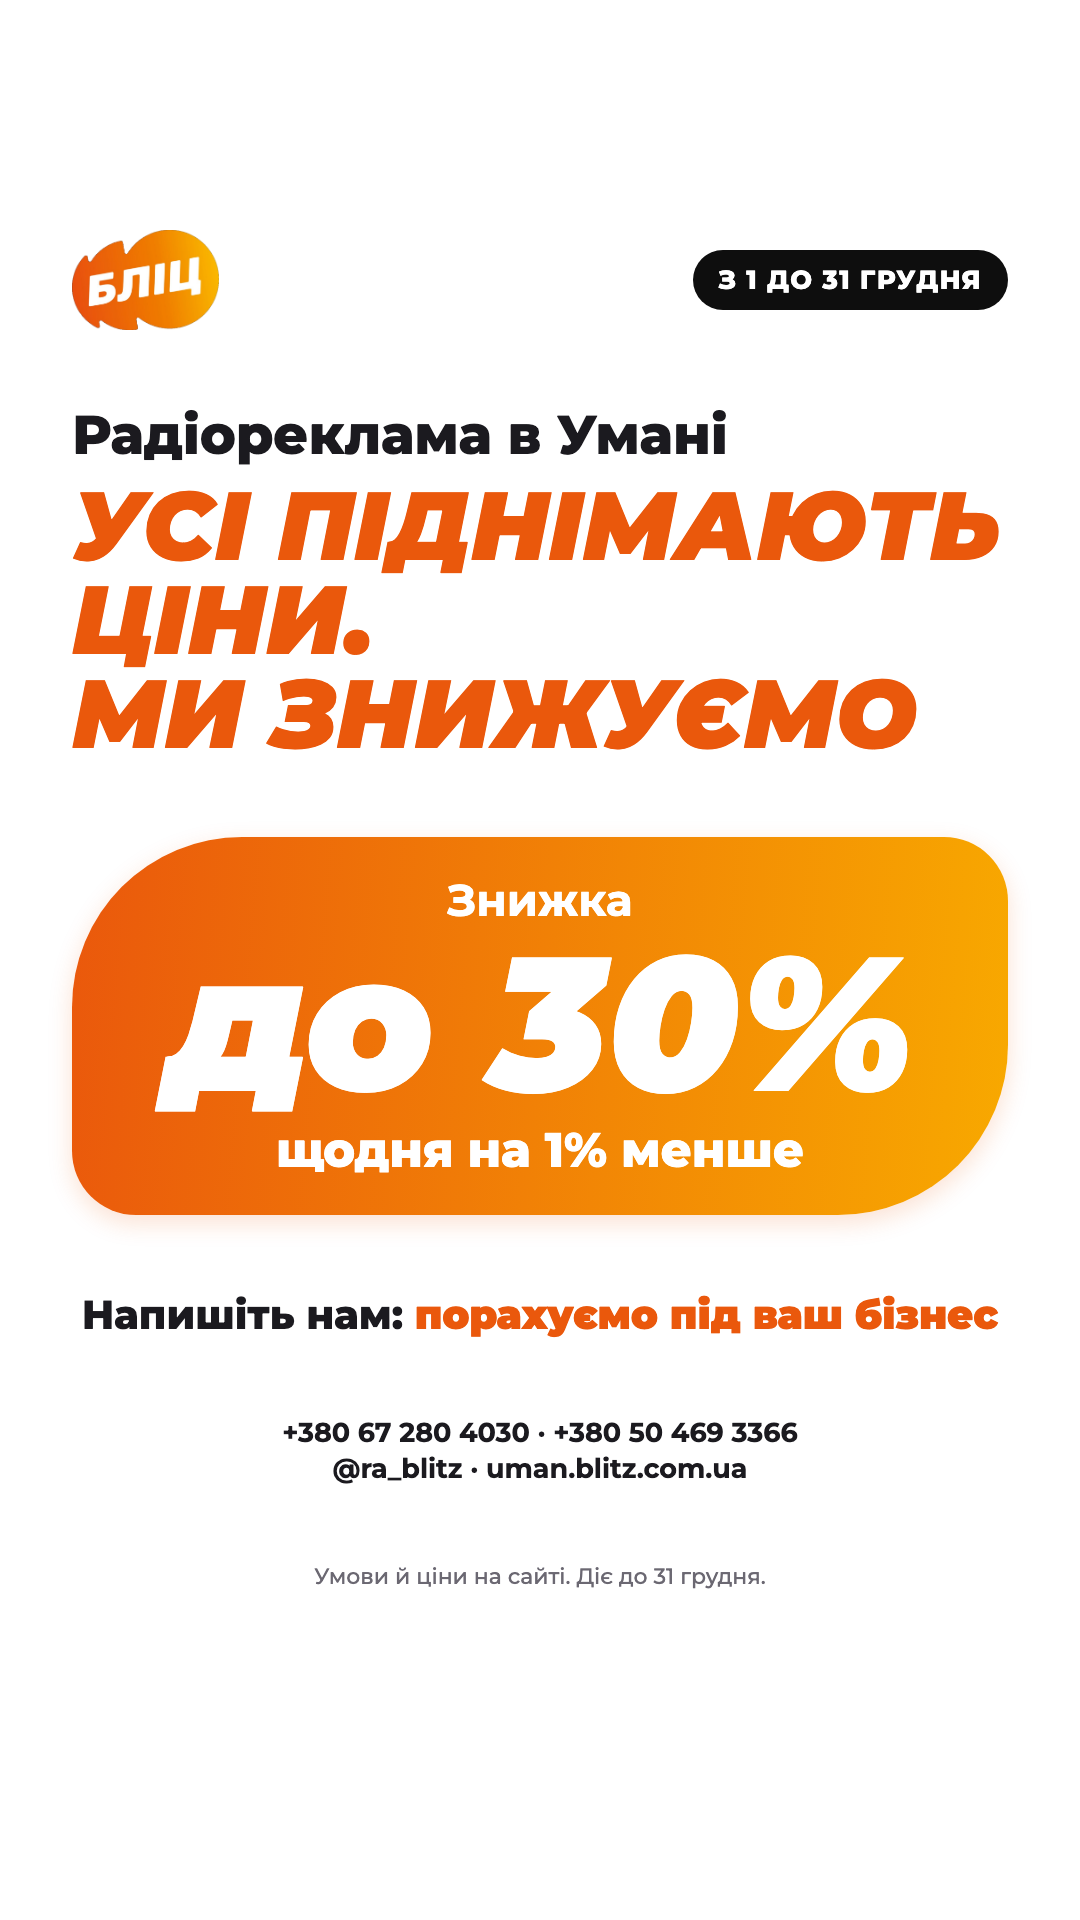 БЛІЦ
З 1 ДО 31 ГРУДНЯ
Радіореклама в Умані
УСІ ПІДНІМАЮТЬ
ЦІНИ.
МИ ЗНИЖУЄМО
Знижка
до 30%
щодня на 1% менше
Напишіть нам: порахуємо під ваш бізнес
+380 67 280 4030 · +380 50 469 3366
@ra_blitz · uman.blitz.com.ua
Умови й ціни на сайті. Діє до 31 грудня.